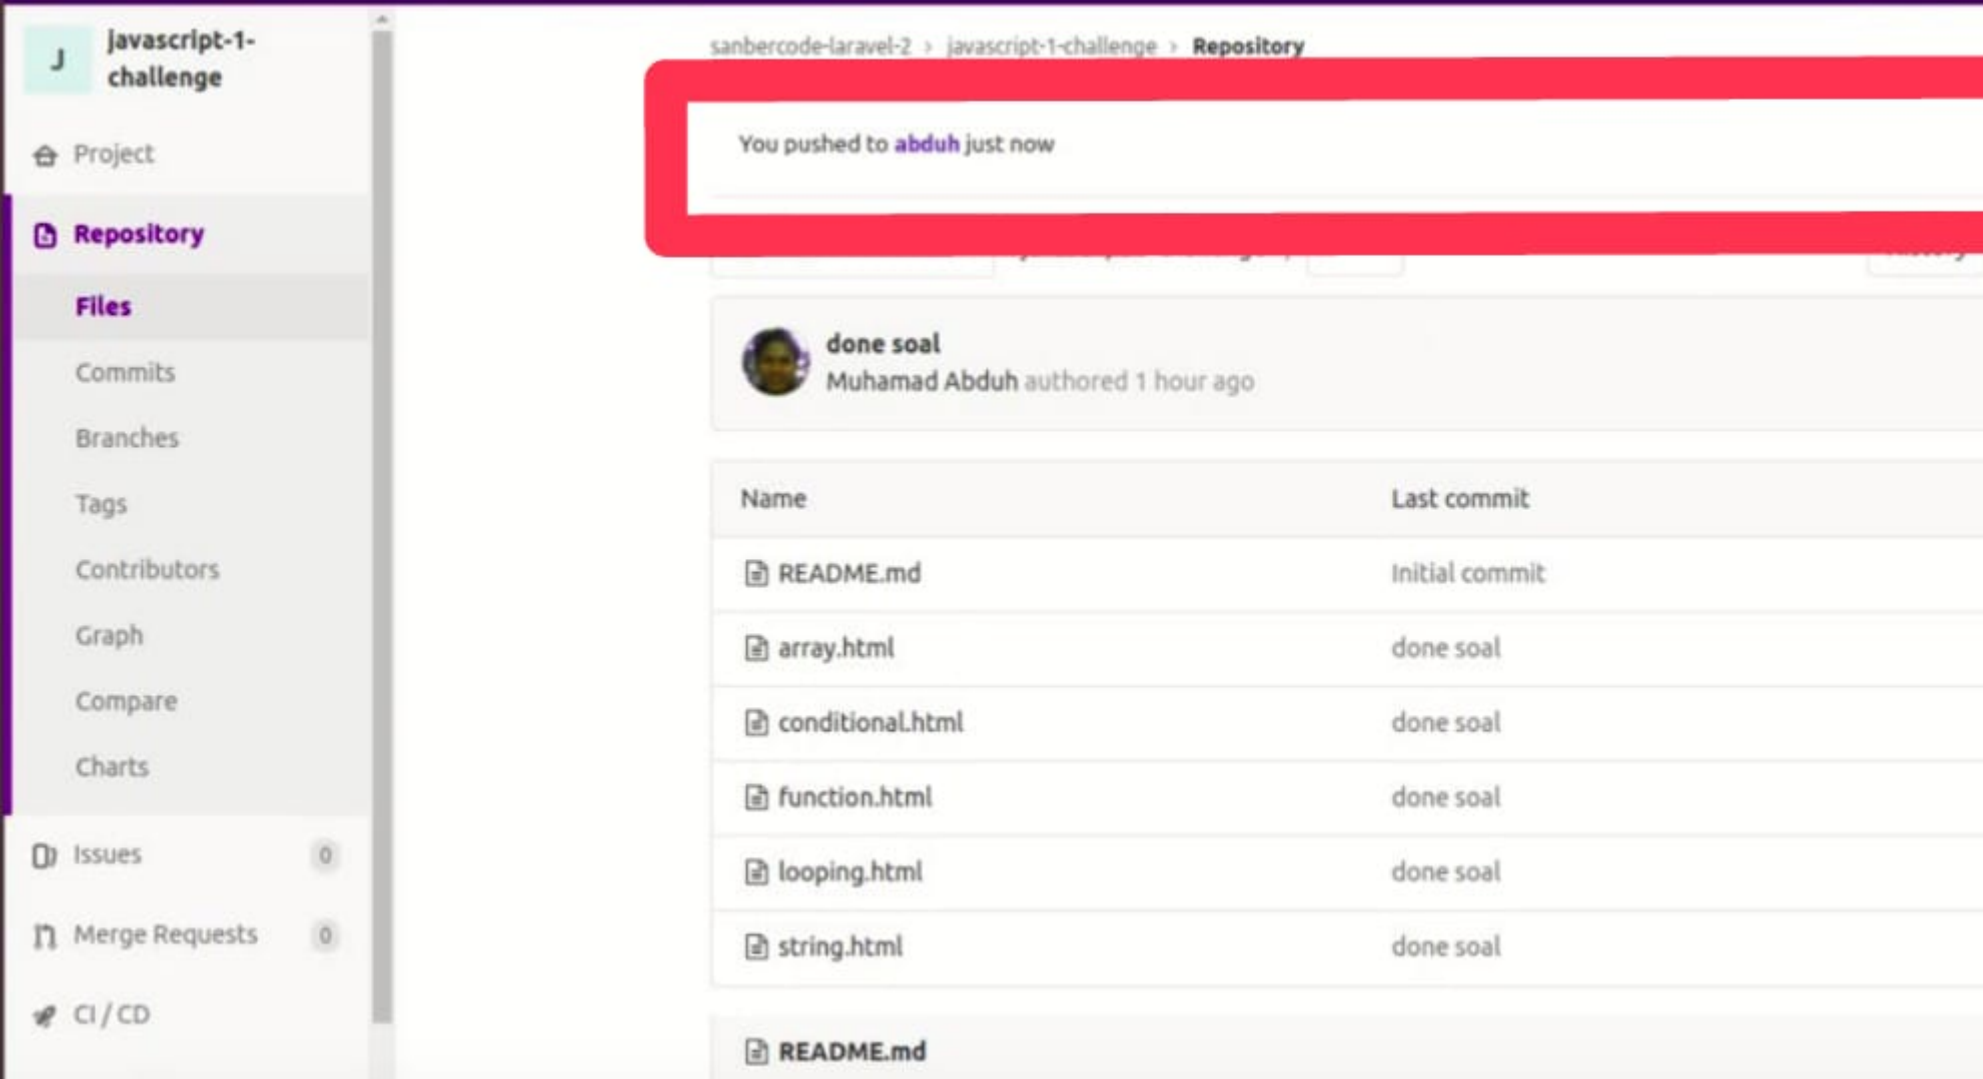 J
javascript-1-
challenge
Project
Repository
Files
Commits
Branches
Tags
Contributors
Graph
Compare
Charts
Issues 0
Merge Requests 0
CI / CD
sanbercode-laravel-2 › javascript-1-challenge › Repository
You pushed to abduh just now
done soal
Muhamad Abduh authored 1 hour ago
Name Last commit
README.md Initial commit
array.html done soal
conditional.html done soal
function.html done soal
looping.html done soal
string.html done soal
README.md